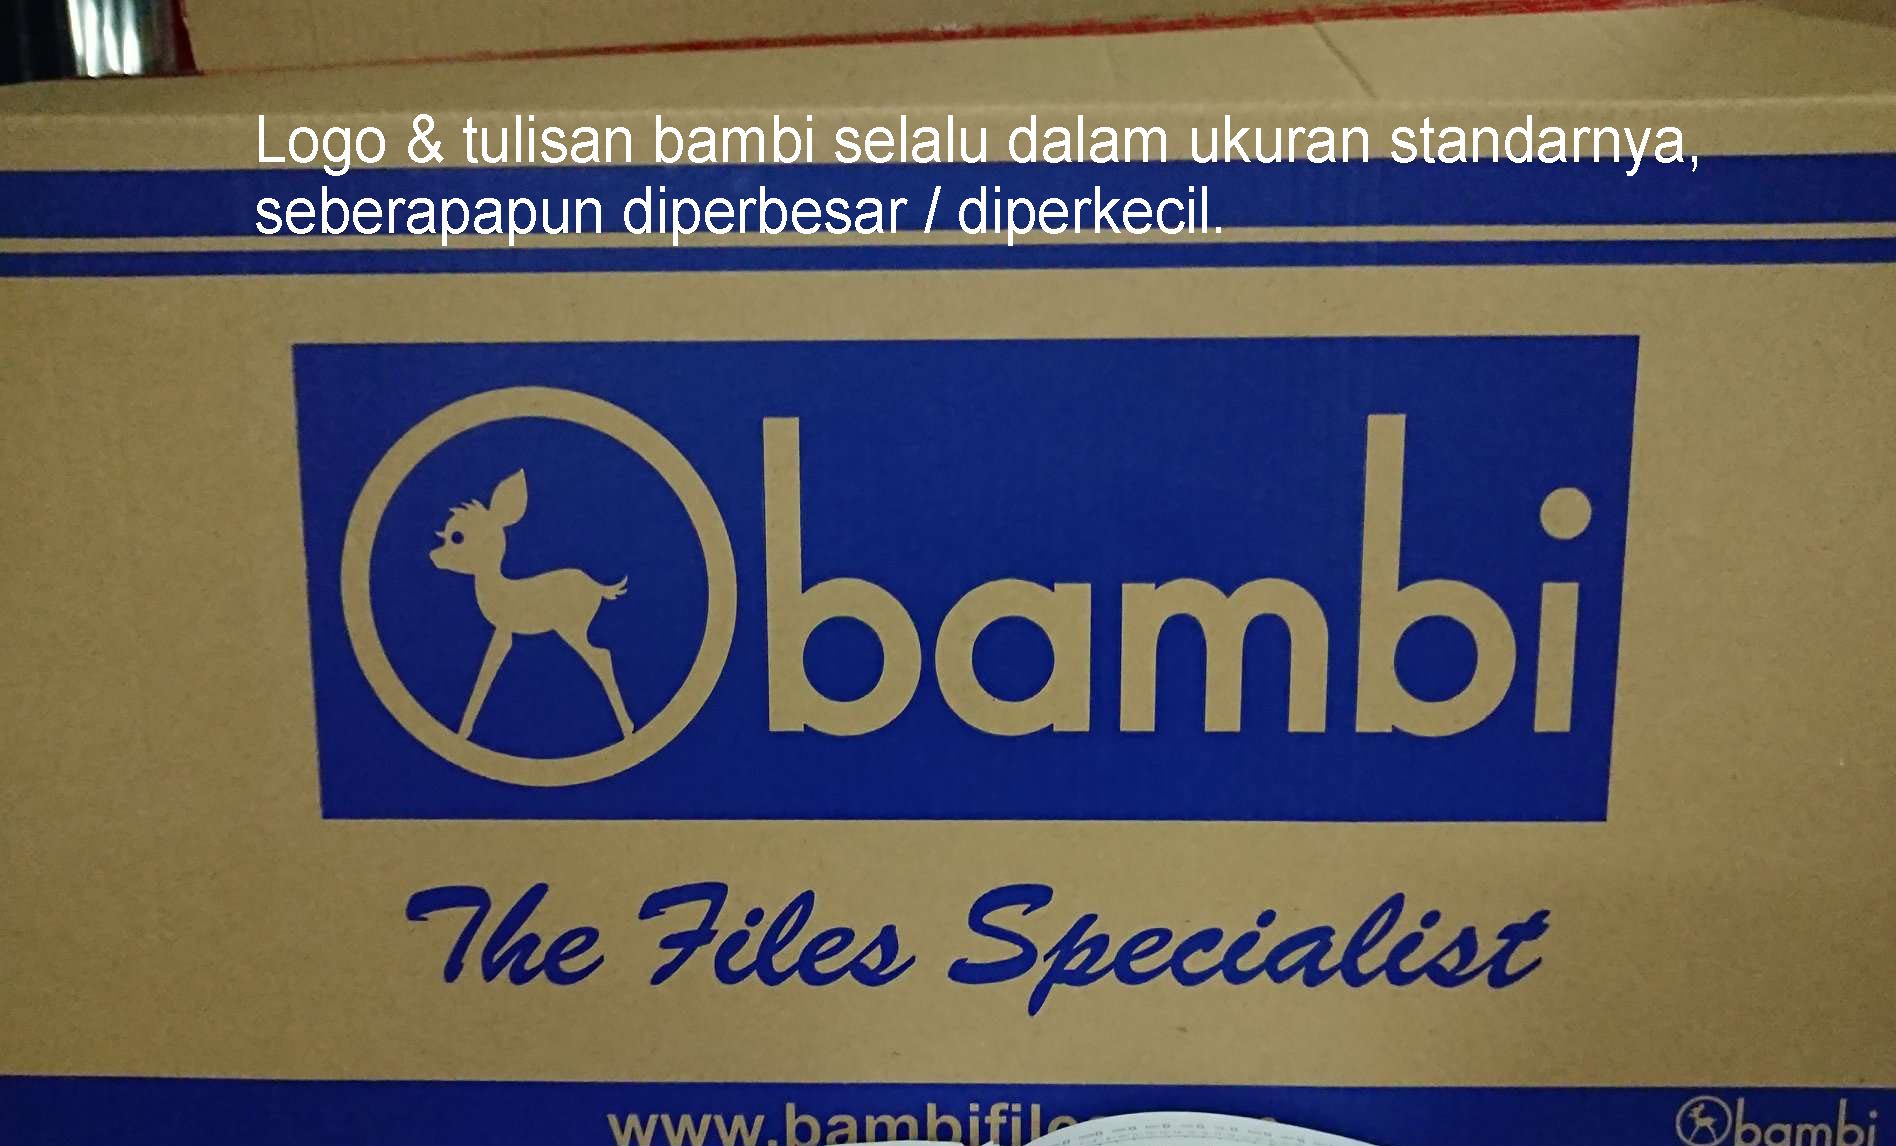 Logo & tulisan bambi selalu dalam ukuran standarnya,
seberapapun diperbesar / diperkecil.
bambi
The Files Specialist
bambi